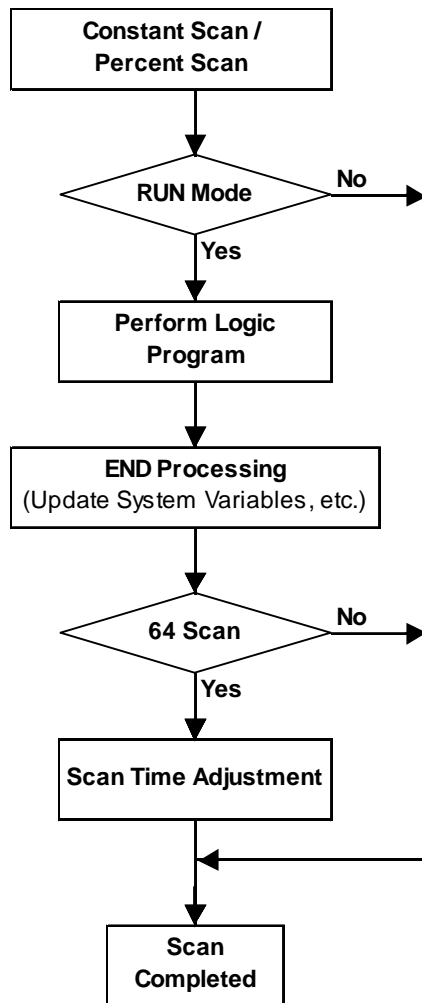 Constant Scan /
Percent Scan
RUN Mode
No
Yes
Perform Logic
Program
END Processing
(Update System Variables, etc.)
64 Scan
No
Yes
Scan Time Adjustment
Scan
Completed